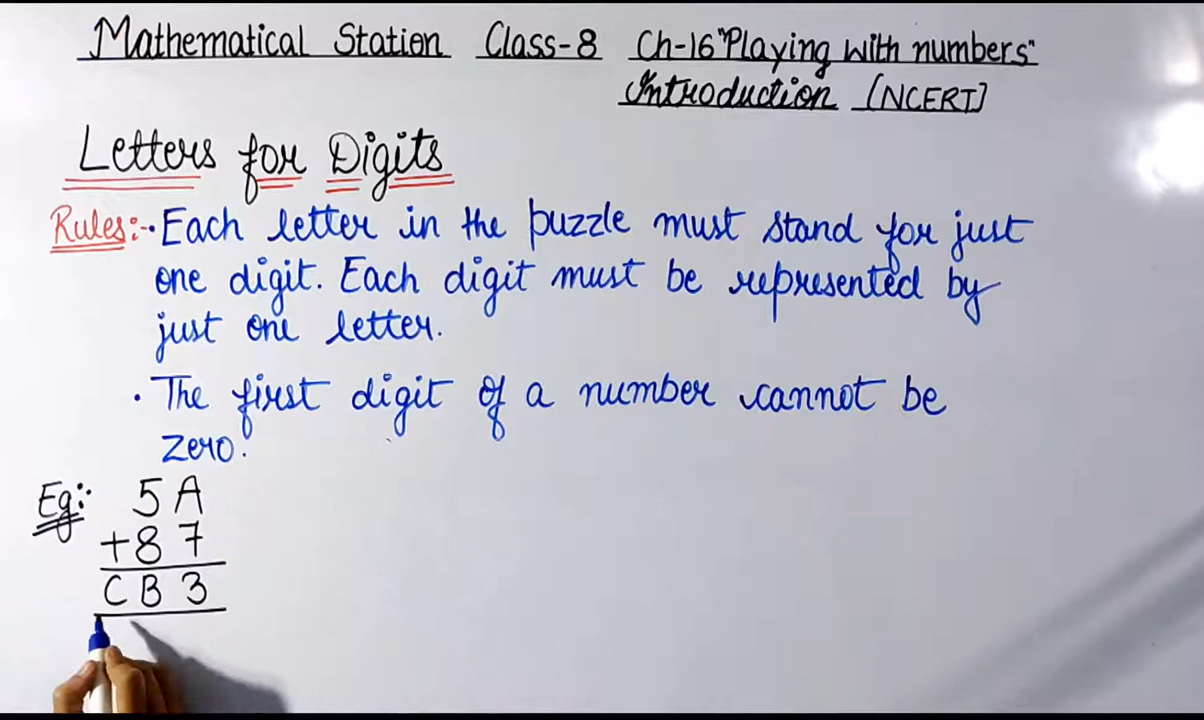 Mathematical Station Class-8 Ch-16 "Playing with numbers"
Introduction [NCERT]
Letters for Digits
Rules:- • Each letter in the puzzle must stand for just
one digit. Each digit must be represented by
just one letter.
• The first digit of a number cannot be
zero.
Eg:- 5 A
+ 8 7
C B 3